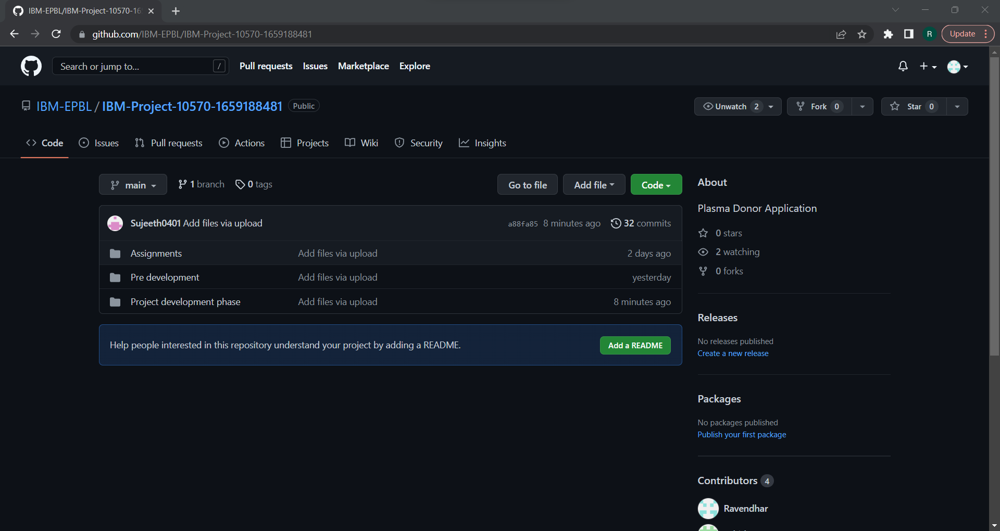 IBM-EPBL/IBM-Project-10570-16
github.com/IBM-EPBL/IBM-Project-10570-1659188481
R
Update
Search or jump to...
/
Pull requests
Issues
Marketplace
Explore
IBM-EPBL / IBM-Project-10570-1659188481
Public
Unwatch 2
Fork 0
Star 0
Code
Issues
Pull requests
Actions
Projects
Wiki
Security
Insights
main
1 branch
0 tags
Go to file
Add file
Code
Sujeeth0401 Add files via upload
a88fa85 8 minutes ago
32 commits
Assignments
Add files via upload
2 days ago
Pre development
Add files via upload
yesterday
Project development phase
Add files via upload
8 minutes ago
Help people interested in this repository understand your project by adding a README.
Add a README
About
Plasma Donor Application
0 stars
2 watching
0 forks
Releases
No releases published
Create a new release
Packages
No packages published
Publish your first package
Contributors 4
Ravendhar